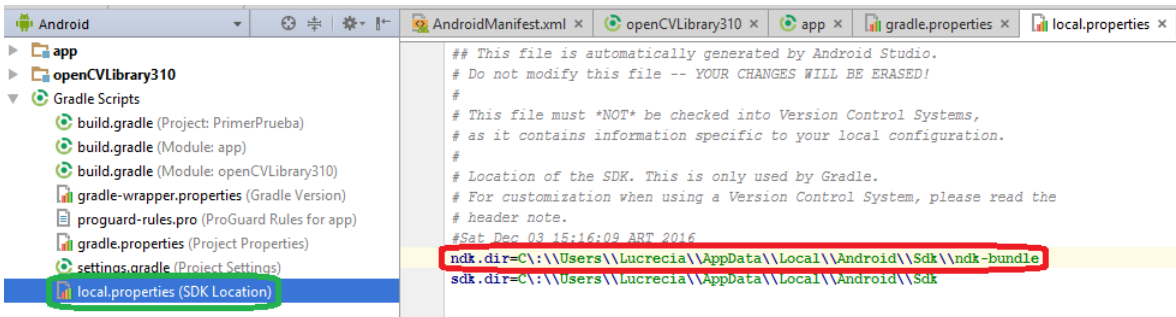 Android
AndroidManifest.xml
openCVLibrary310
app
gradle.properties
local.properties
app
openCVLibrary310
Gradle Scripts
build.gradle (Project: PrimerPrueba)
build.gradle (Module: app)
build.gradle (Module: openCVLibrary310)
gradle-wrapper.properties (Gradle Version)
proguard-rules.pro (ProGuard Rules for app)
gradle.properties (Project Properties)
settings.gradle (Project Settings)
local.properties (SDK Location)
## This file is automatically generated by Android Studio.
# Do not modify this file -- YOUR CHANGES WILL BE ERASED!
#
# This file must *NOT* be checked into Version Control Systems,
# as it contains information specific to your local configuration.
#
# Location of the SDK. This is only used by Gradle.
# For customization when using a Version Control System, please read the
# header note.
#Sat Dec 03 15:16:09 ART 2016
ndk.dir=C\:\\Users\\Lucrecia\\AppData\\Local\\Android\\Sdk\\ndk-bundle
sdk.dir=C\:\\Users\\Lucrecia\\AppData\\Local\\Android\\Sdk